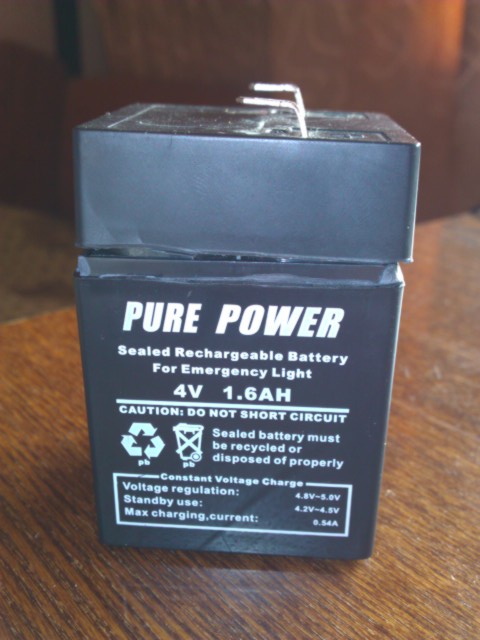 PURE POWER
Sealed Rechargeable Battery
For Emergency Light
4V 1.6AH
CAUTION: DO NOT SHORT CIRCUIT
Sealed battery must
be recycled or
disposed of properly
pb pb
Constant Voltage Charge
Voltage regulation: 4.8V~5.0V
Standby use: 4.2V~4.5V
Max charging,current: 0.54A